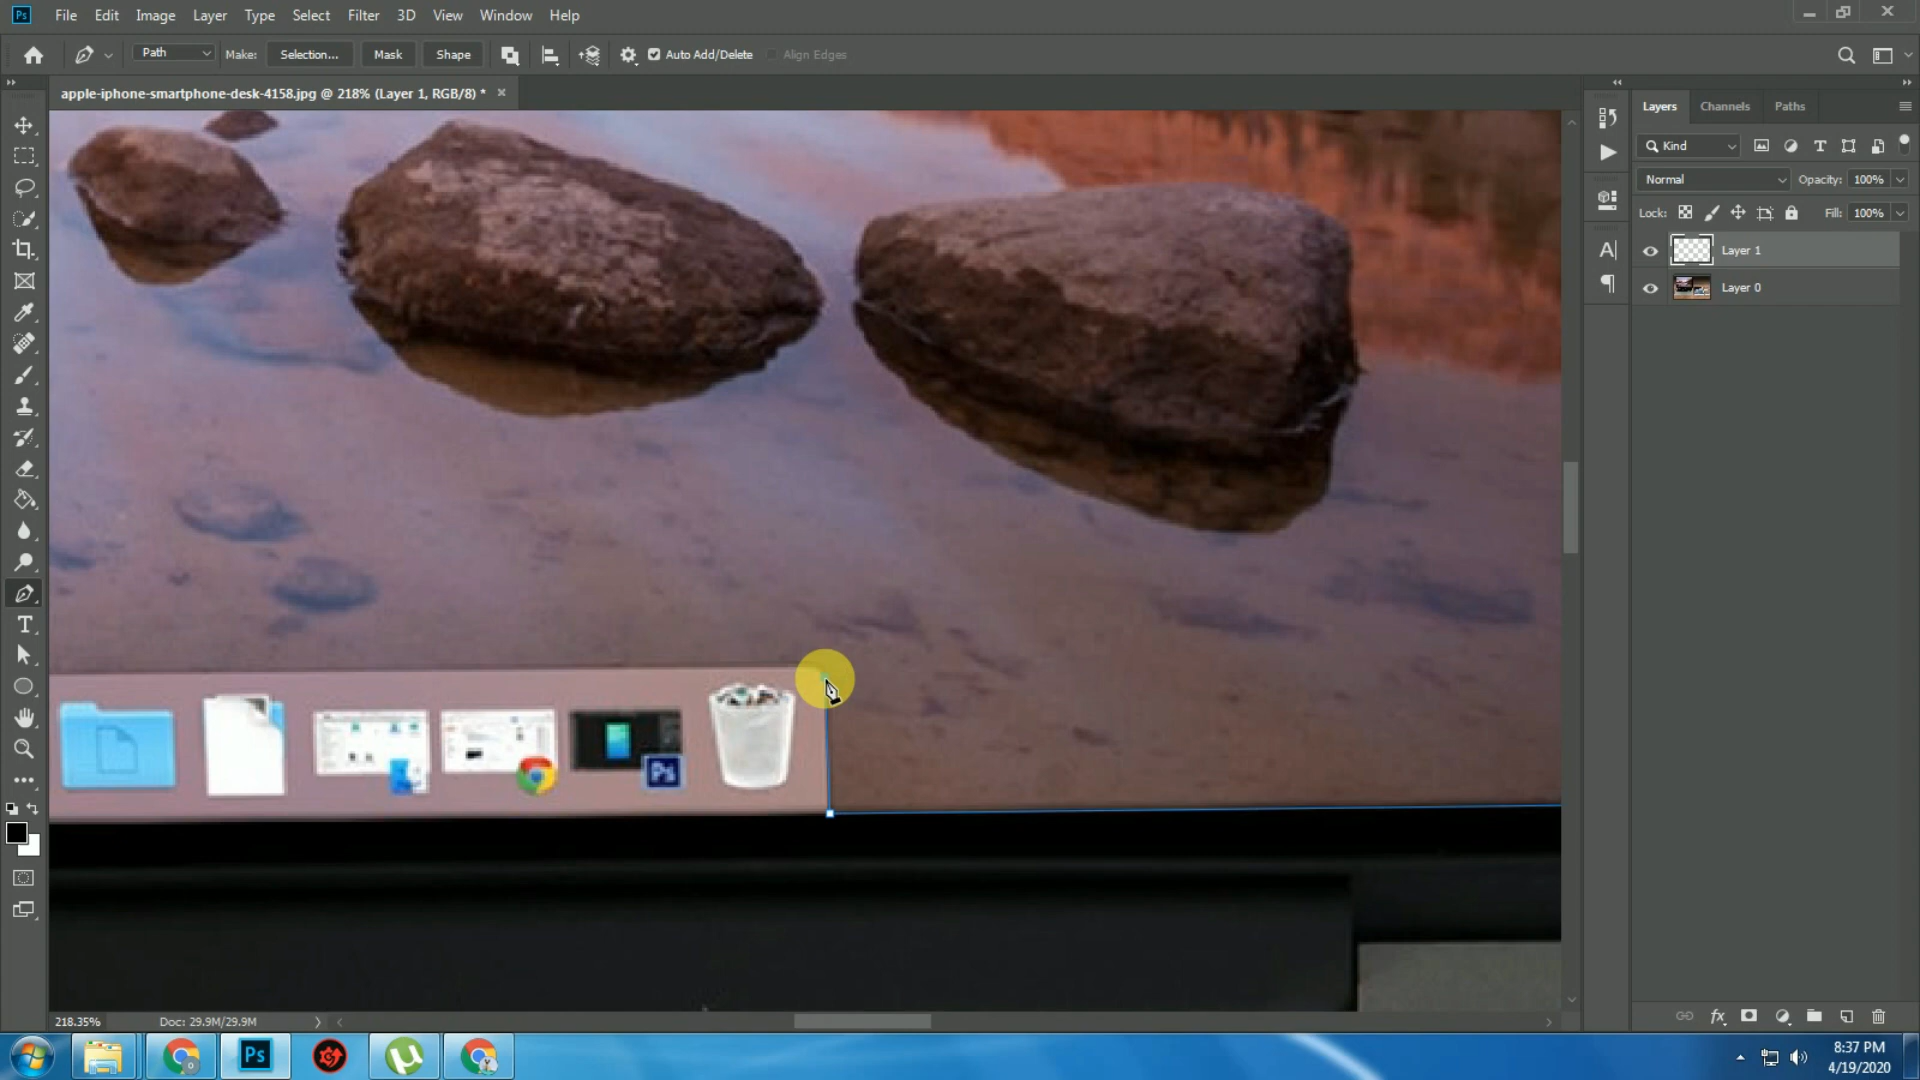 Ps File Edit Image Layer Type Select Filter 3D View Window Help
Path Make: Selection... Mask Shape Auto Add/Delete Align Edges
apple-iphone-smartphone-desk-4158.jpg @ 218% (Layer 1, RGB/8) *
Layers Channels Paths
Kind
Normal Opacity: 100%
Lock: Fill: 100%
Layer 1
Layer 0
Ps
218.35% Doc: 29.9M/29.9M
Ps
8:37 PM
4/19/2020